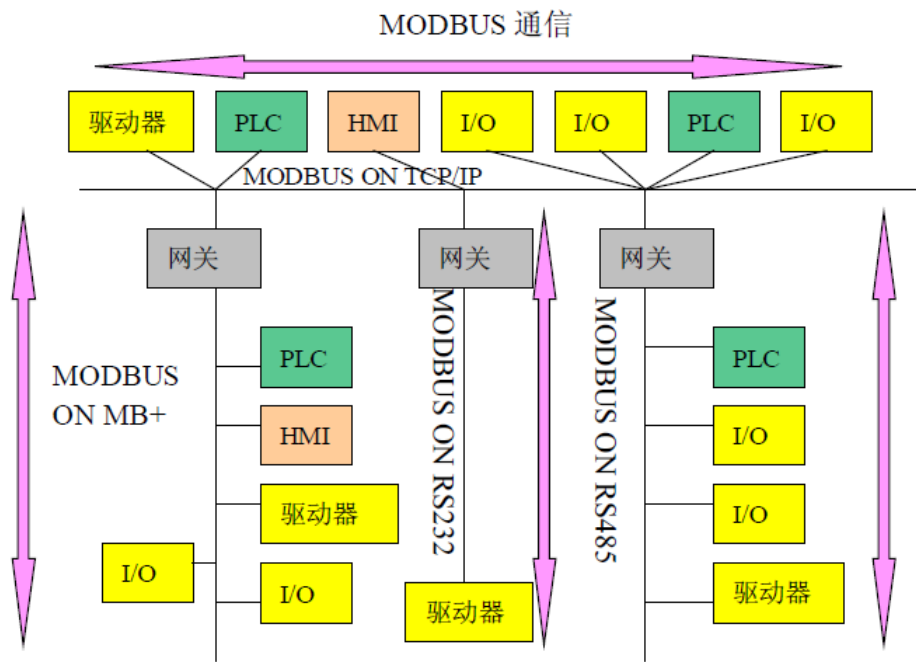 MODBUS 通信
驱动器
PLC
HMI
I/O
I/O
PLC
I/O
MODBUS ON TCP/IP
网关
网关
网关
MODBUS
ON MB+
PLC
HMI
驱动器
I/O
I/O
MODBUS ON RS232
驱动器
MODBUS ON RS485
PLC
I/O
I/O
驱动器